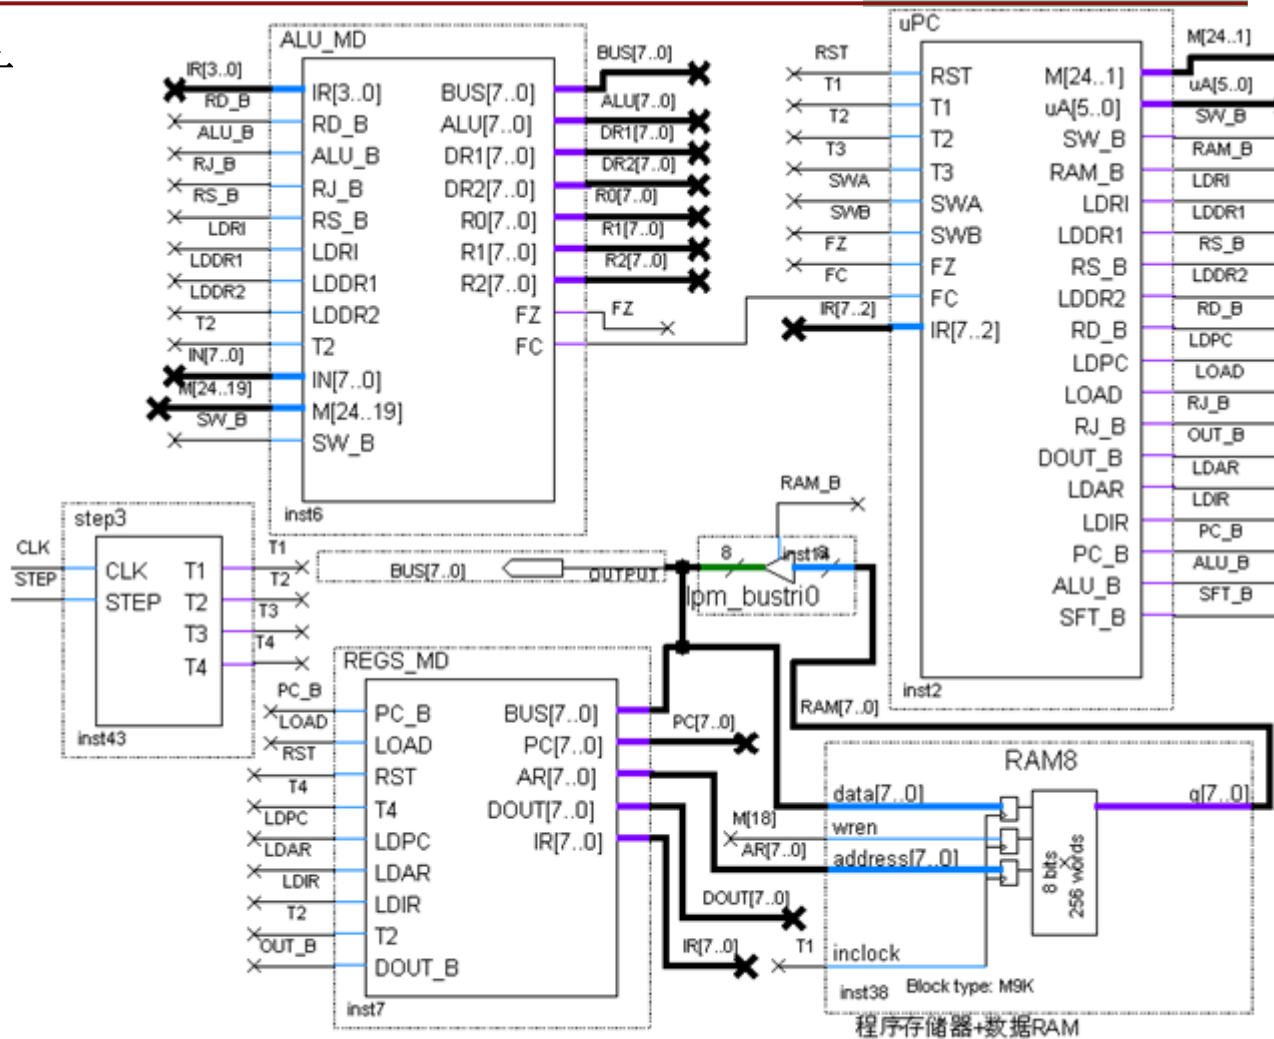 ALU_MD
IR[3..0]
RD_B
ALU_B
RJ_B
RS_B
LDRI
LDDR1
LDDR2
T2
IN[7..0]
M[24..19]
SW_B
IR[3..0]
RD_B
ALU_B
RJ_B
RS_B
LDRI
LDDR1
LDDR2
T2
IN[7..0]
M[24..19]
SW_B
BUS[7..0]
ALU[7..0]
DR1[7..0]
DR2[7..0]
R0[7..0]
R1[7..0]
R2[7..0]
FZ
FC
BUS[7..0]
ALU[7..0]
DR1[7..0]
DR2[7..0]
R0[7..0]
R1[7..0]
R2[7..0]
FZ
inst6
uPC
RST
T1
T2
T3
SWA
SWB
FZ
FC
IR[7..2]
RST
T1
T2
T3
SWA
SWB
FZ
FC
IR[7..2]
M[24..1]
uA[5..0]
SW_B
RAM_B
LDRI
LDDR1
RS_B
LDDR2
RD_B
LDPC
LOAD
RJ_B
DOUT_B
LDAR
LDIR
PC_B
ALU_B
SFT_B
M[24..1]
uA[5..0]
SW_B
RAM_B
LDRI
LDDR1
RS_B
LDDR2
RD_B
LDPC
LOAD
RJ_B
OUT_B
LDAR
LDIR
PC_B
ALU_B
SFT_B
inst2
step3
CLK
STEP
CLK
STEP
T1
T2
T3
T4
T1
T2
T3
T4
inst43
BUS[7..0]
OUTPUT
RAM_B
8
inst14
8
lpm_bustri0
REGS_MD
PC_B
LOAD
RST
T4
LDPC
LDAR
LDIR
T2
OUT_B
PC_B
LOAD
RST
T4
LDPC
LDAR
LDIR
T2
DOUT_B
BUS[7..0]
PC[7..0]
AR[7..0]
DOUT[7..0]
IR[7..0]
PC[7..0]
DOUT[7..0]
IR[7..0]
inst7
RAM[7..0]
RAM8
M[18]
AR[7..0]
T1
data[7..0]
wren
address[7..0]
inclock
q[7..0]
8 bits
256 words
Block type: M9K
inst38
程序存储器+数据RAM